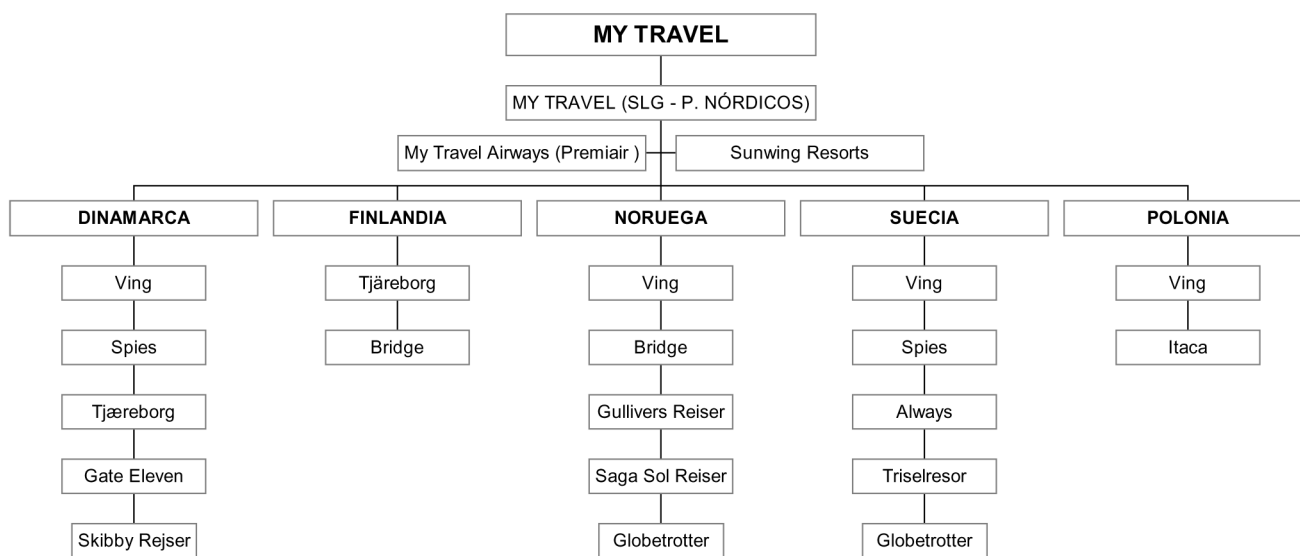 MY TRAVEL
MY TRAVEL (SLG - P. NÓRDICOS)
My Travel Airways (Premiair )
Sunwing Resorts
DINAMARCA
FINLANDIA
NORUEGA
SUECIA
POLONIA
Ving
Tjäreborg
Ving
Ving
Ving
Spies
Bridge
Bridge
Spies
Itaca
Tjæreborg
Gullivers Reiser
Always
Gate Eleven
Saga Sol Reiser
Triselresor
Skibby Rejser
Globetrotter
Globetrotter